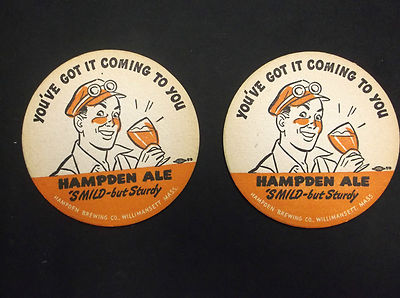 YOU'VE GOT IT COMING TO YOU
HAMPDEN ALE
'SMILD-but Sturdy
HAMPDEN BREWING CO., WILLIMANSETT, MASS.
YOU'VE GOT IT COMING TO YOU
HAMPDEN ALE
'SMILD-but Sturdy
HAMPDEN BREWING CO., WILLIMANSETT, MASS.